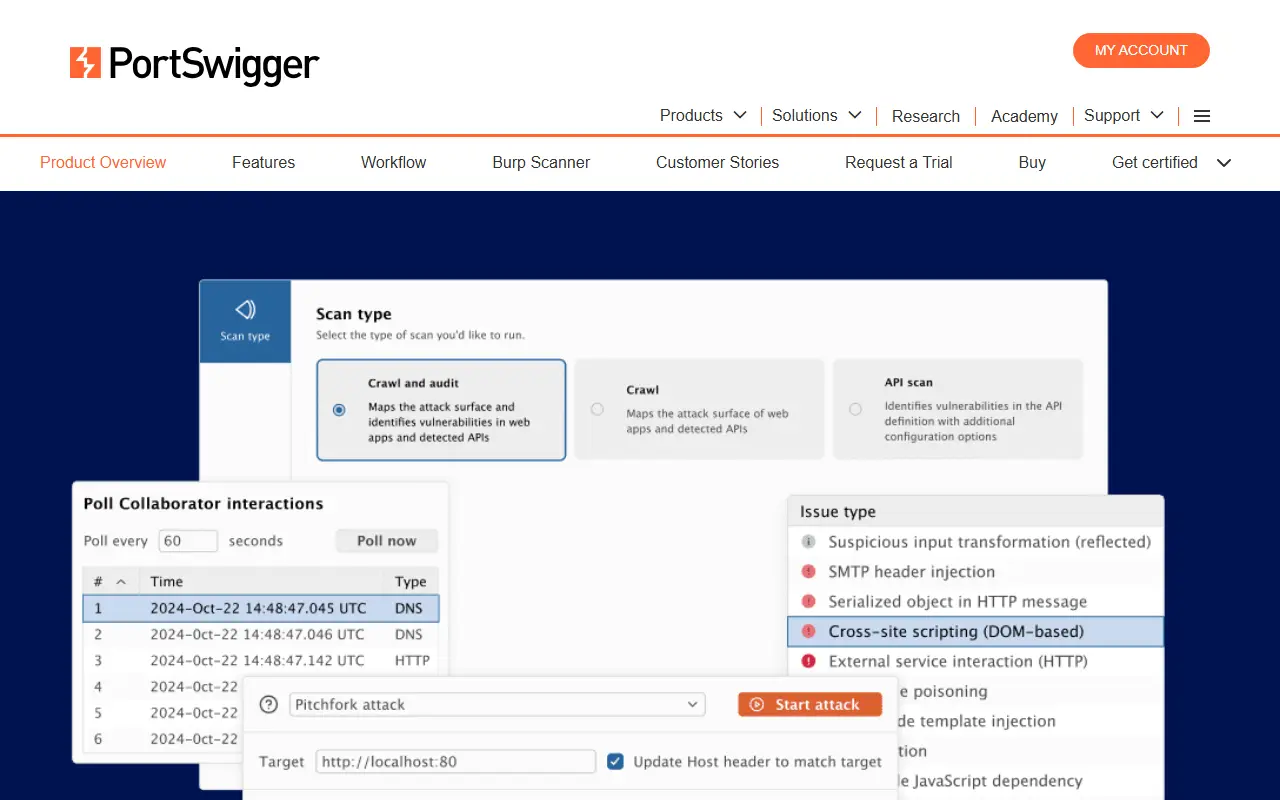 PortSwigger
MY ACCOUNT
Products
Solutions
Research
Academy
Support
Product Overview
Features
Workflow
Burp Scanner
Customer Stories
Request a Trial
Buy
Get certified
Scan type
Scan type
Select the type of scan you'd like to run.
Crawl and audit
Maps the attack surface and
identifies vulnerabilities in web
apps and detected APIs
Crawl
Maps the attack surface of web
apps and detected APIs
API scan
Identifies vulnerabilities in the API
definition with additional
configuration options
Poll Collaborator interactions
Poll every 60 seconds Poll now
# Time Type
1 2024-Oct-22 14:48:47.045 UTC DNS
2 2024-Oct-22 14:48:47.046 UTC DNS
3 2024-Oct-22 14:48:47.142 UTC HTTP
4 2024-Oct-22
5 2024-Oct-22
6 2024-Oct-22
Issue type
Suspicious input transformation (reflected)
SMTP header injection
Serialized object in HTTP message
Cross-site scripting (DOM-based)
External service interaction (HTTP)
e poisoning
de template injection
tion
le JavaScript dependency
Pitchfork attack
Start attack
Target http://localhost:80
Update Host header to match target